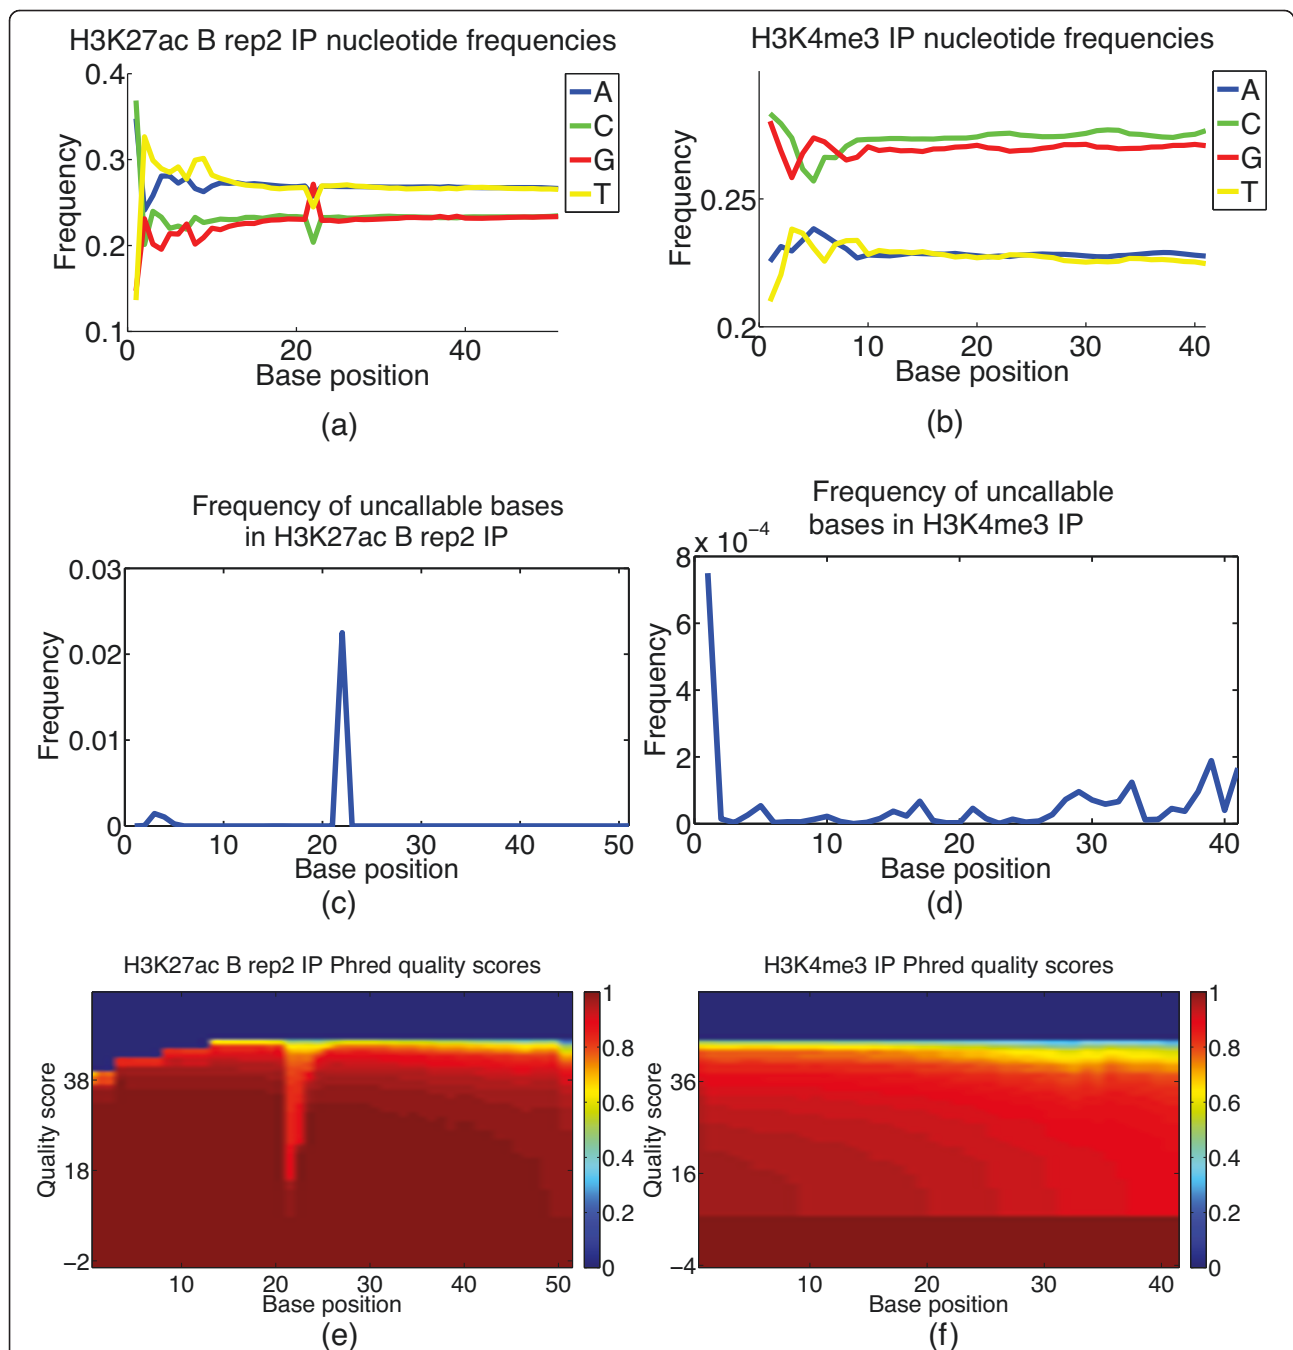 H3K27ac B rep2 IP nucleotide frequencies
0.4
0.3
0.2
0.1
0
20
40
Frequency
Base position
A
C
G
T
(a)
H3K4me3 IP nucleotide frequencies
0.25
0.2
0
10
20
30
40
Frequency
Base position
A
C
G
T
(b)
Frequency of uncallable bases
in H3K27ac B rep2 IP
0.03
0.02
0.01
0
0
10
20
30
40
50
Frequency
Base position
(c)
Frequency of uncallable
bases in H3K4me3 IP
x 10−4
8
6
4
2
0
0
10
20
30
40
Frequency
Base position
(d)
H3K27ac B rep2 IP Phred quality scores
38
18
−2
10
20
30
40
50
Quality score
Base position
1
0.8
0.6
0.4
0.2
0
(e)
H3K4me3 IP Phred quality scores
36
16
−4
10
20
30
40
Quality score
Base position
1
0.8
0.6
0.4
0.2
0
(f)